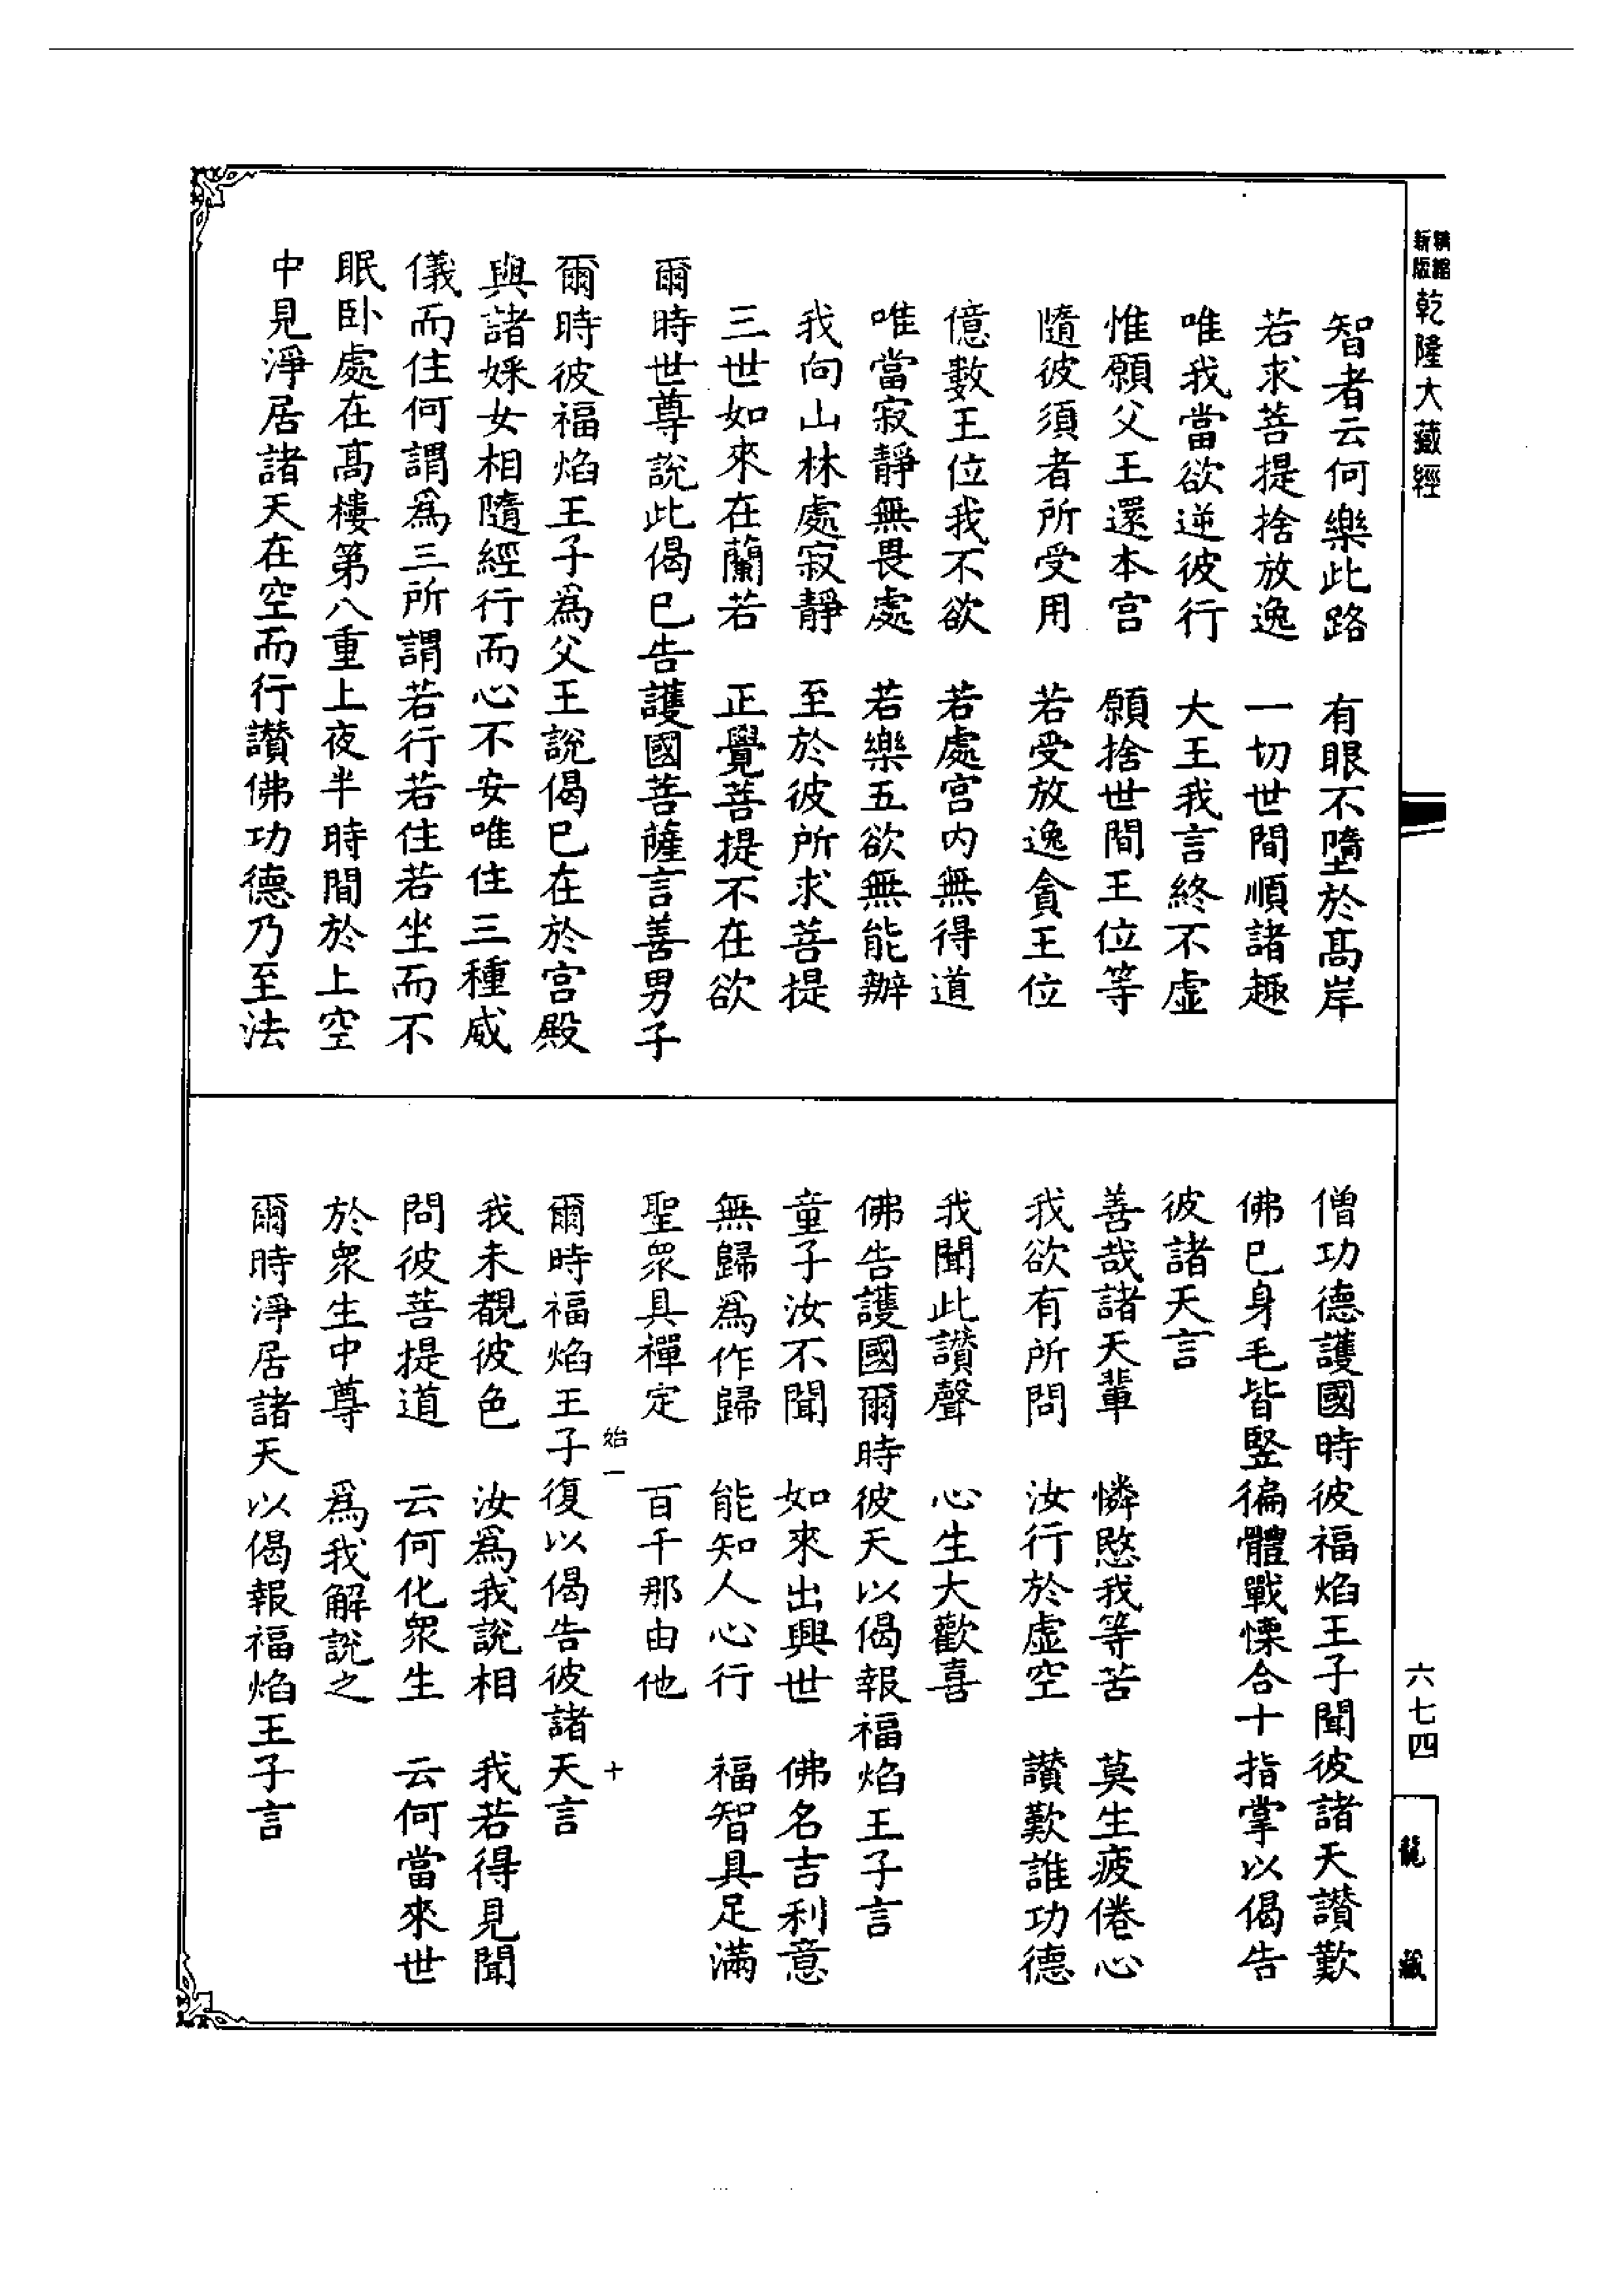 新版
精縮
乾隆大藏經
智者云何樂此路　有眼不墮於高岸
若求菩提捨放逸　一切世間順諸趣
唯我當欲逆彼行　大王我言終不虛
惟願父王還本宮　願捨世間王位等
隨彼須者所受用　若受放逸貪王位
億數王位我不欲　若處宮內無得道
唯當寂靜無畏處　若樂五欲無能辦
我向山林處寂靜　至於彼所求菩提
三世如來在蘭若　正覺菩提不在欲
爾時世尊說此偈已告護國菩薩言善男子
爾時彼福焰王子為父王說偈已在於宮殿
與諸婇女相隨經行而心不安唯住三種威
儀而住何謂為三所謂若行若住若坐而不
眠臥處在高樓第八重上夜半時間於上空
中見淨居諸天在空而行讚佛功德乃至法
僧功德護國時彼福焰王子聞彼諸天讚歎
佛已身毛皆豎徧體戰慄合十指掌以偈告
彼諸天言
善哉諸天輩　憐愍我等苦　莫生疲倦心
我欲有所問　汝行於虛空　讚歎誰功德
我聞此讚聲　心生大歡喜
佛告護國爾時彼天以偈報福焰王子言
童子汝不聞　如來出興世　佛名吉利意
無歸為作歸　能知人心行　福智具足滿
聖眾具禪定　百千那由他
始一　十
爾時福焰王子復以偈告彼諸天言
我未覩彼色　汝為我說相　我若得見聞
問彼菩提道　云何化眾生　云何當來世
於眾生中尊　為我解說之
爾時淨居諸天以偈報福焰王子言
六七四
龍藏